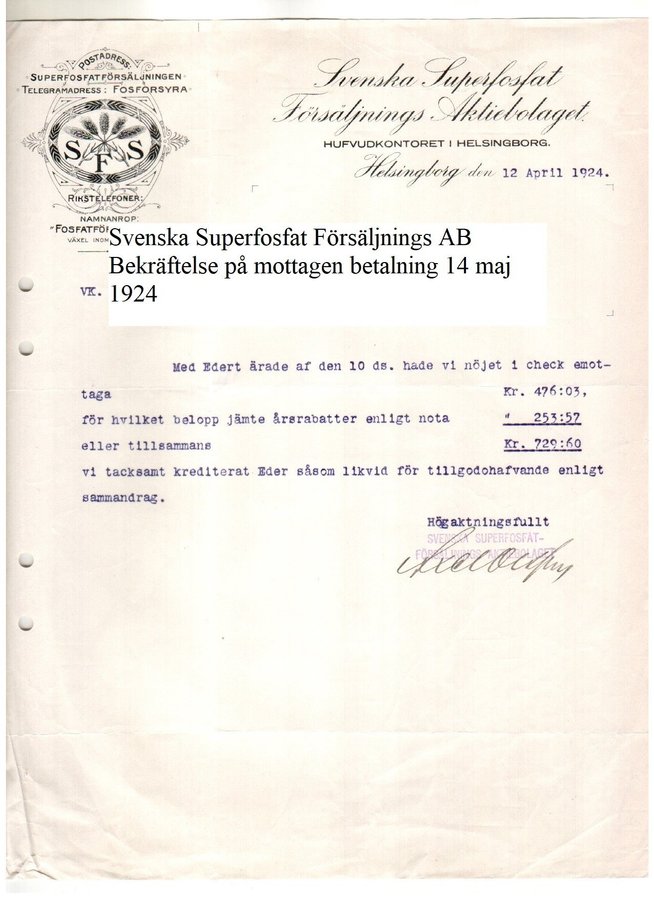 POSTADRESS:
SUPERFOSFATFÖRSÄLJNINGEN
TELEGRAMADRESS: FOSFORSYRA
SFS
RIKSTELEFONER:
NAMNANROP:
Svenska Superfosfat
Försäljnings Aktiebolaget.
HUFVUDKONTORET I HELSINGBORG.
Helsingborg den 12 April 1924.
Svenska Superfosfat Försäljnings AB
Bekräftelse på mottagen betalning 14 maj
1924
VK.
Med Edert ärade af den 10 ds. hade vi nöjet i check emot-
taga Kr. 476:03,
för hvilket belopp jämte årsrabatter enligt nota " 253:57
eller tillsammans Kr. 729:60
vi tacksamt krediterat Eder såsom likvid för tillgodohafvande enligt
sammandrag.
Högaktningsfullt
SVENSKA SUPERFOSFAT-
FÖRSÄLJNINGS AKTIEBOLAGET